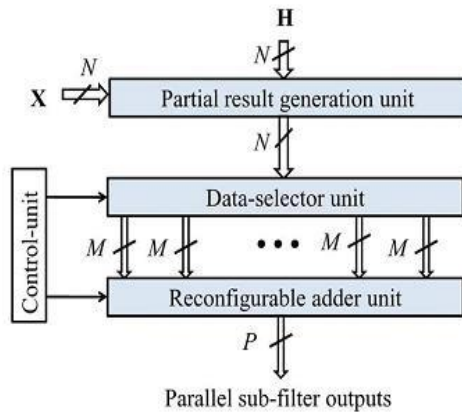 H
N
N
X
Partial result generation unit
N
Control-unit
Data-selector unit
M M • • • M M
Reconfigurable adder unit
P
Parallel sub-filter outputs